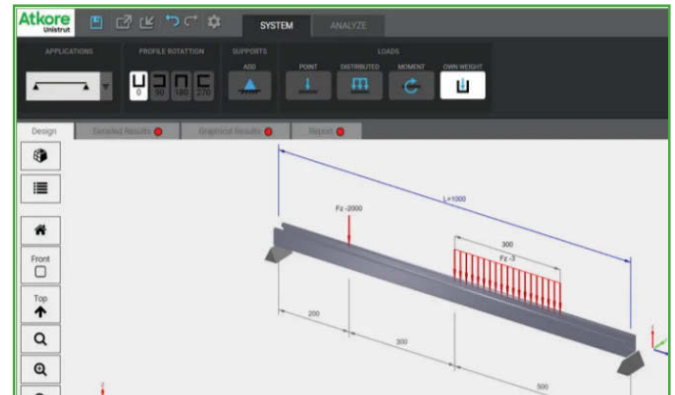 Atkore
Unistrut
SYSTEM
ANALYZE
APPLICATIONS
PROFILE ROTATTION
SUPPORTS
LOADS
ADD
POINT
DISTRIBUTED
MOMENT
OWN WEIGHT
0
90
180
270
Design
Detailed Results
Graphical Results
Report
Front
Top
L=1000
Fz -2000
300
Fz -3
200
300
500